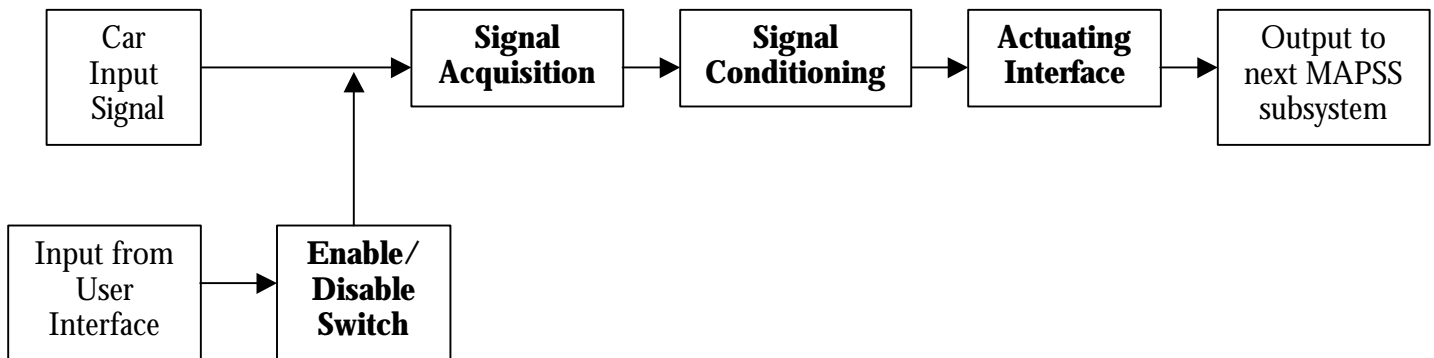 Car
Input
Signal
Signal
Acquisition
Signal
Conditioning
Actuating
Interface
Output to
next MAPSS
subsystem
Input from
User
Interface
Enable/
Disable
Switch